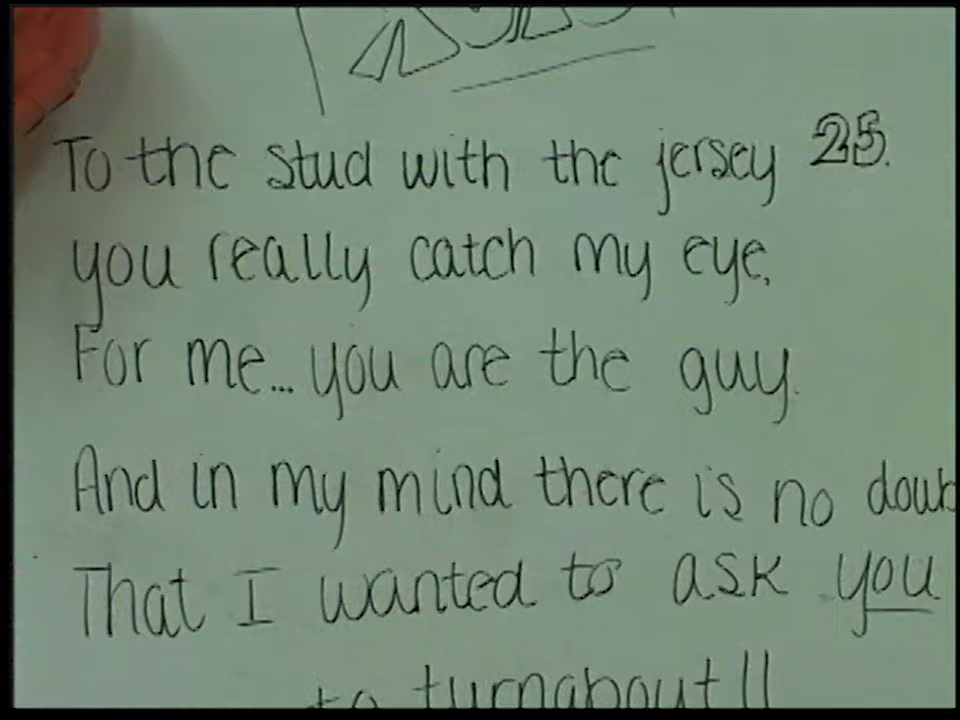 To the stud with the jersey 25.
you really catch my eye,
For me... you are the guy.
And in my mind there is no doub
That I wanted to ask you
to turnabout!!